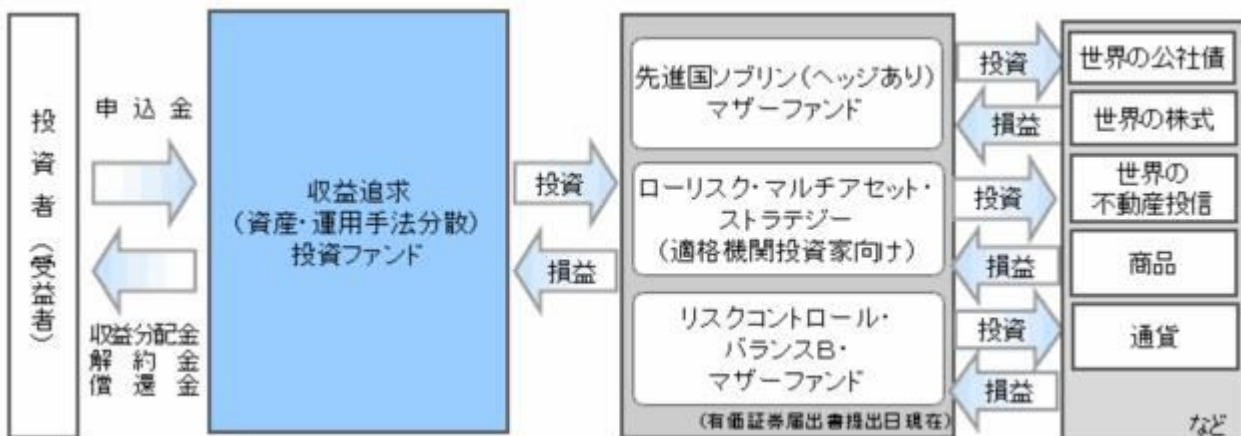 投資者（受益者）
申込金
収益分配金
解約金
償還金
収益追求
（資産・運用手法分散）
投資ファンド
投資
損益
先進国ソブリン（ヘッジあり）
マザーファンド
ローリスク・マルチアセット・
ストラテジー
（適格機関投資家向け）
リスクコントロール・
バランスB・
マザーファンド
（有価証券届出書提出日現在）
投資
損益
投資
損益
投資
損益
世界の公社債
世界の株式
世界の
不動産投信
商品
通貨
など